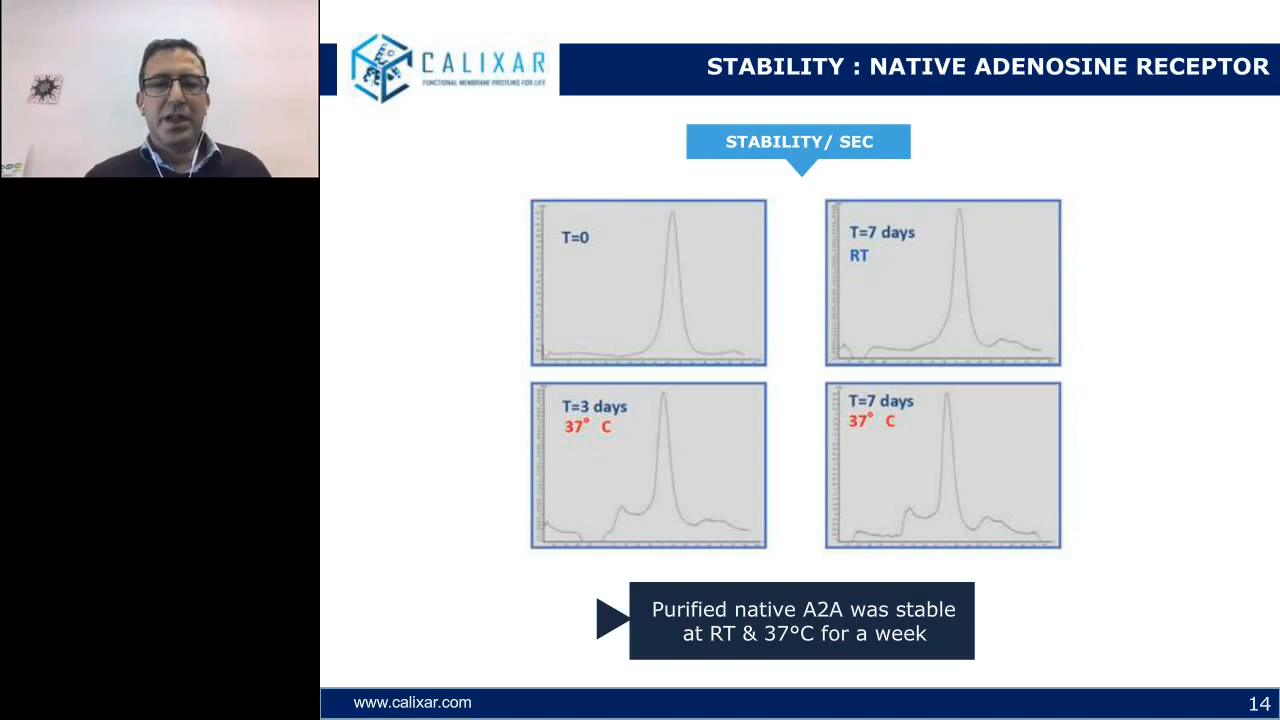 CALIXAR
FUNCTIONAL MEMBRANE PROTEINS FOR LIFE
STABILITY : NATIVE ADENOSINE RECEPTOR
STABILITY/ SEC
T=0
T=7 days
RT
T=3 days
37° C
T=7 days
37° C
Purified native A2A was stable
at RT & 37°C for a week
www.calixar.com
14